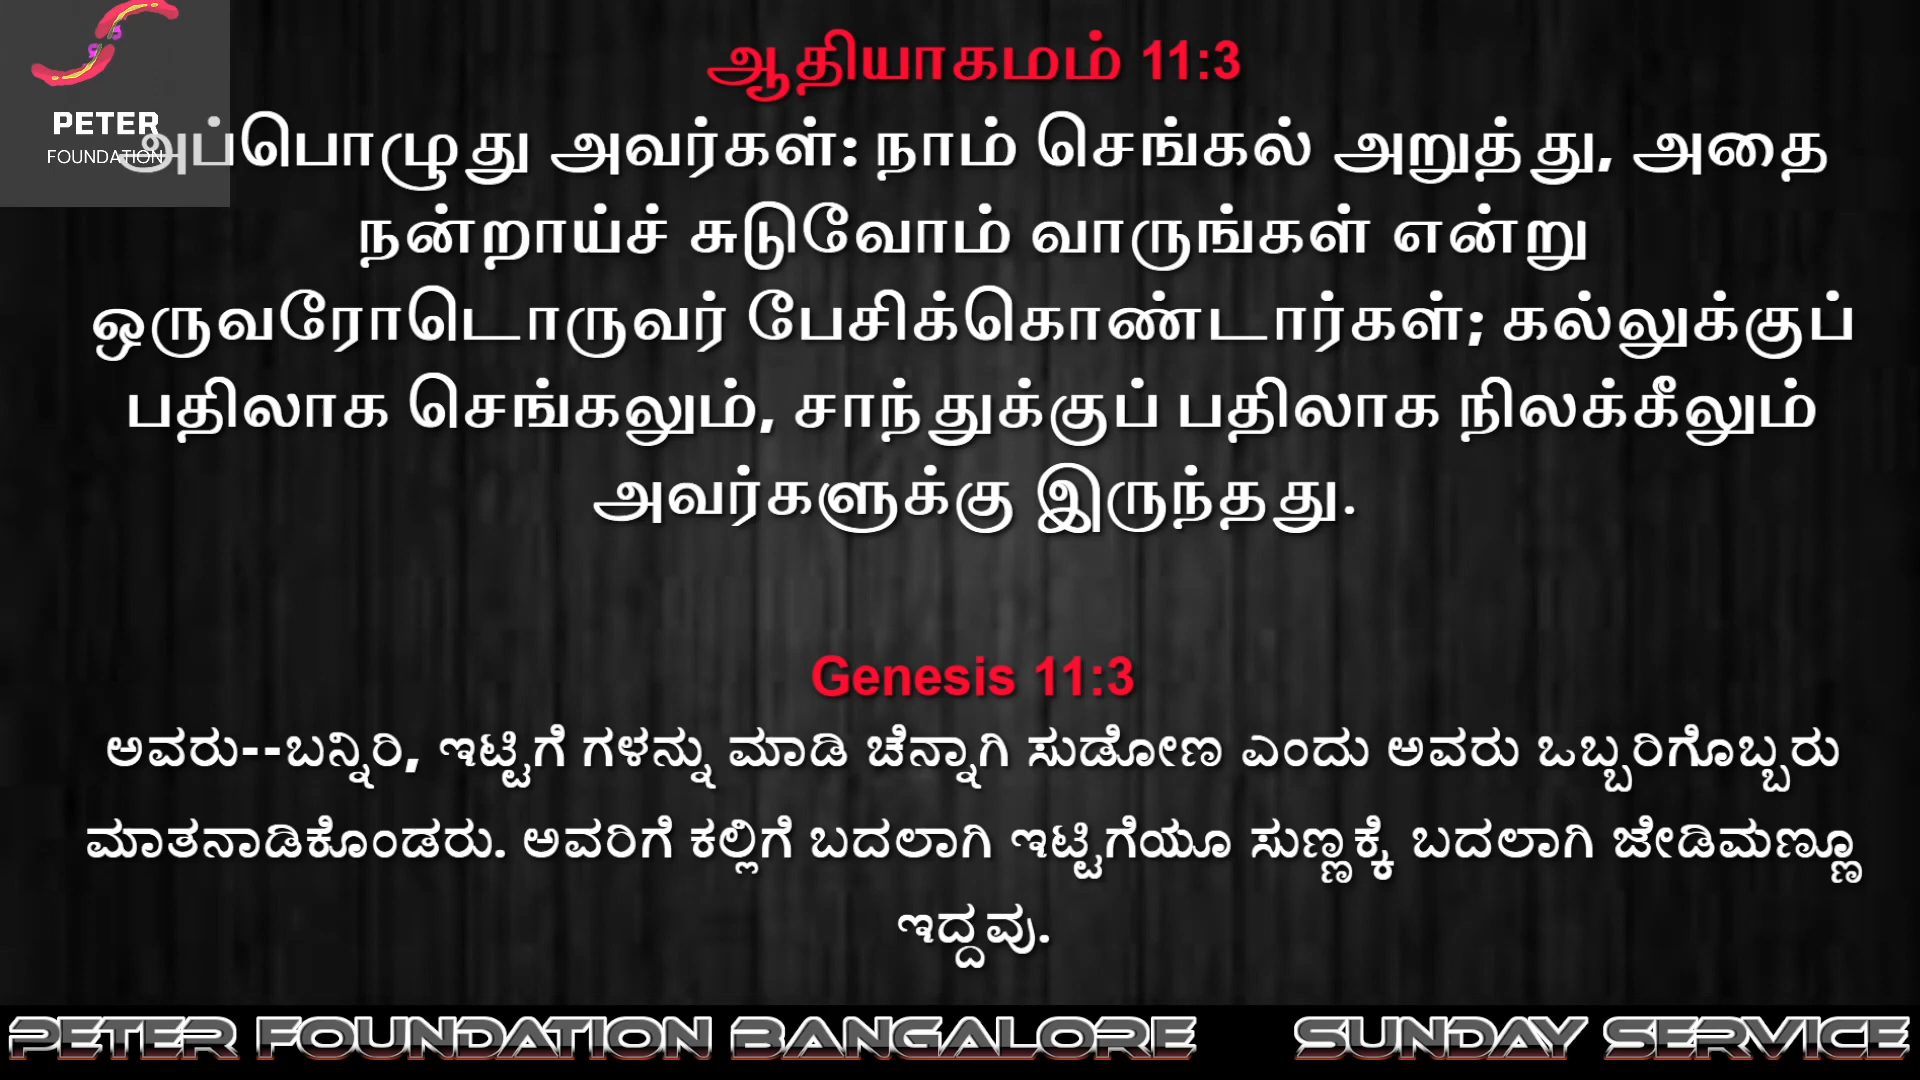 PETER
FOUNDATION
ஆதியாகமம் 11:3
அப்பொழுது அவர்கள்: நாம் செங்கல் அறுத்து, அதை
நன்றாய்ச் சுடுவோம் வாருங்கள் என்று
ஒருவரோடொருவர் பேசிக்கொண்டார்கள்; கல்லுக்குப்
பதிலாக செங்கலும், சாந்துக்குப் பதிலாக நிலக்கீலும்
அவர்களுக்கு இருந்தது.
Genesis 11:3
ಅವರು--ಬನ್ನಿರಿ, ಇಟ್ಟಿಗೆ ಗಳನ್ನು ಮಾಡಿ ಚೆನ್ನಾಗಿ ಸುಡೋಣ ಎಂದು ಅವರು ಒಬ್ಬರಿಗೊಬ್ಬರು
ಮಾತನಾಡಿಕೊಂಡರು. ಅವರಿಗೆ ಕಲ್ಲಿಗೆ ಬದಲಾಗಿ ಇಟ್ಟಿಗೆಯೂ ಸುಣ್ಣಕ್ಕೆ ಬದಲಾಗಿ ಜೇಡಿಮಣ್ಣೂ
ಇದ್ದವು.
PETER FOUNDATION BANGALORE SUNDAY SERVICE